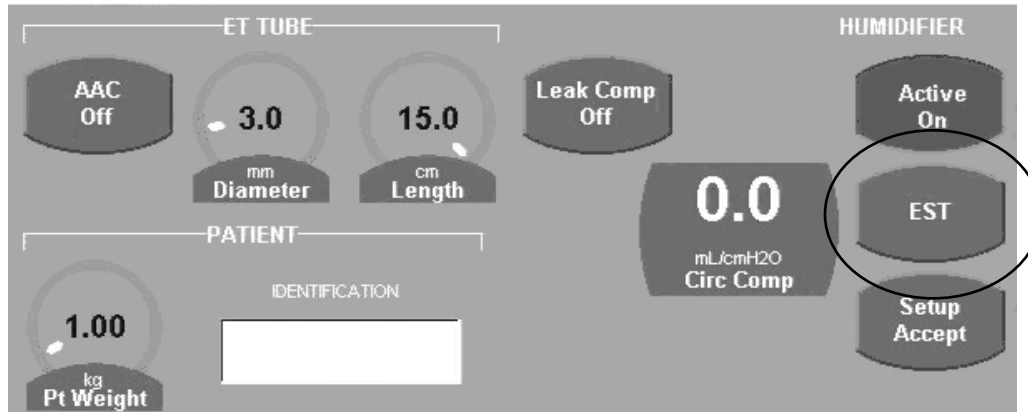 ET TUBE
HUMIDIFIER
AAC
Off
3.0
mm
Diameter
15.0
cm
Length
Leak Comp
Off
Active
On
0.0
mL/cmH2O
Circ Comp
EST
PATIENT
IDENTIFICATION
1.00
kg
Pt Weight
Setup
Accept